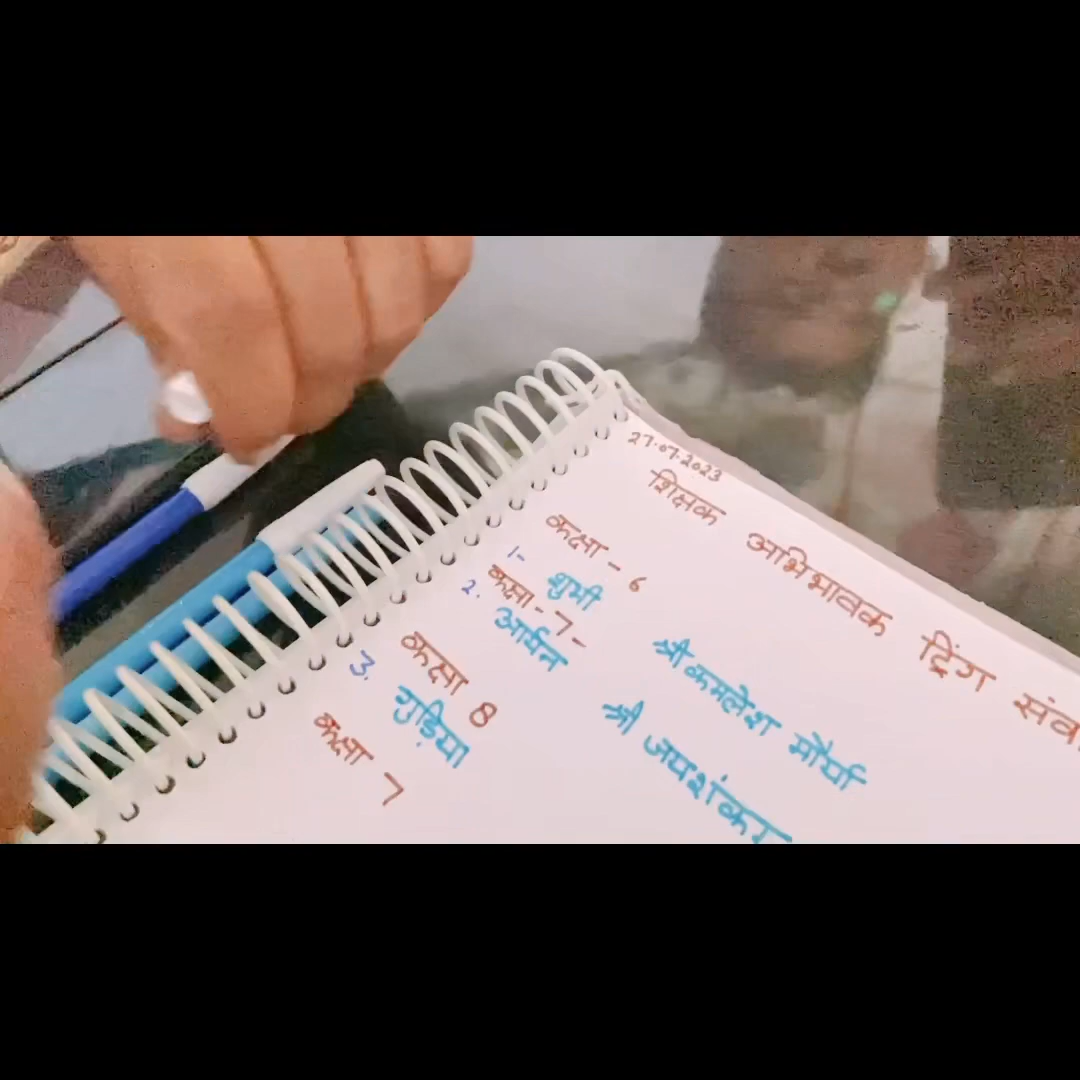 27.07.2023
शिक्षक अभिभावक ट्रिंग संव
कक्षा - 6
1- शुभी श्री कमलेश मौर्या
कक्षा - 7 -
2. आर्यन श्री जयशंकर
कक्षा 8
3. गुड़िया
कक्षा 7